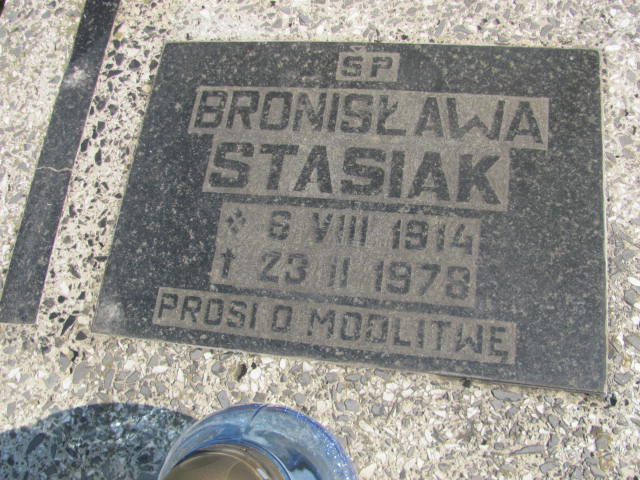 ŚP
BRONISŁAWA
STASIAK
* 6 VIII 1914
† 23 II 1978
PROSI O MODLITWĘ